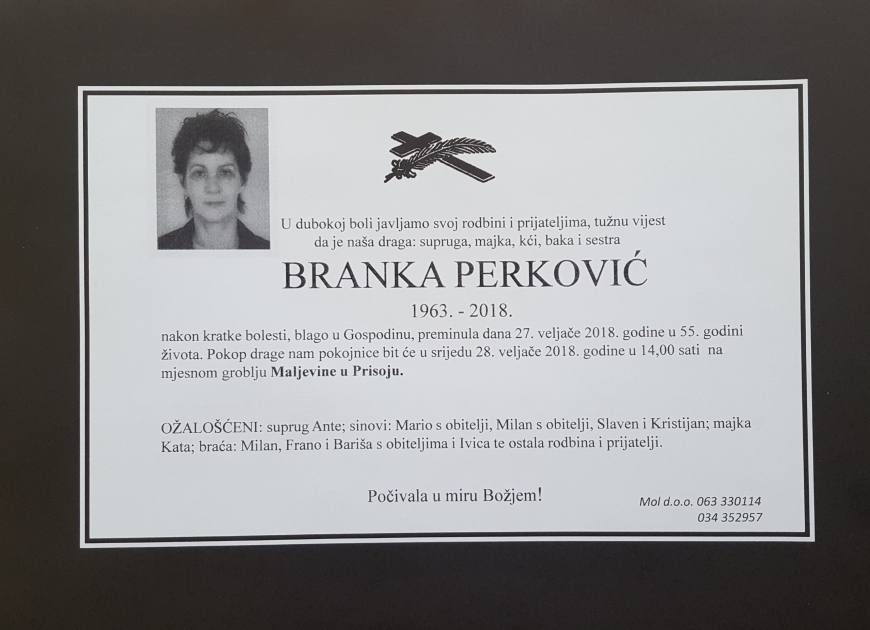 U dubokoj boli javljamo svoj rodbini i prijateljima, tužnu vijest
da je naša draga: supruga, majka, kći, baka i sestra
BRANKA PERKOVIĆ
1963. - 2018.
nakon kratke bolesti, blago u Gospodinu, preminula dana 27. veljače 2018. godine u 55. godini
života. Pokop drage nam pokojnice bit će u srijedu 28. veljače 2018. godine u 14,00 sati na
mjesnom groblju Maljevine u Prisoju.
OŽALOŠĆENI: suprug Ante; sinovi: Mario s obitelji, Milan s obitelji, Slaven i Kristijan; majka
Kata; braća: Milan, Frano i Bariša s obiteljima i Ivica te ostala rodbina i prijatelji.
Počivala u miru Božjem!
Mol d.o.o. 063 330114
034 352957